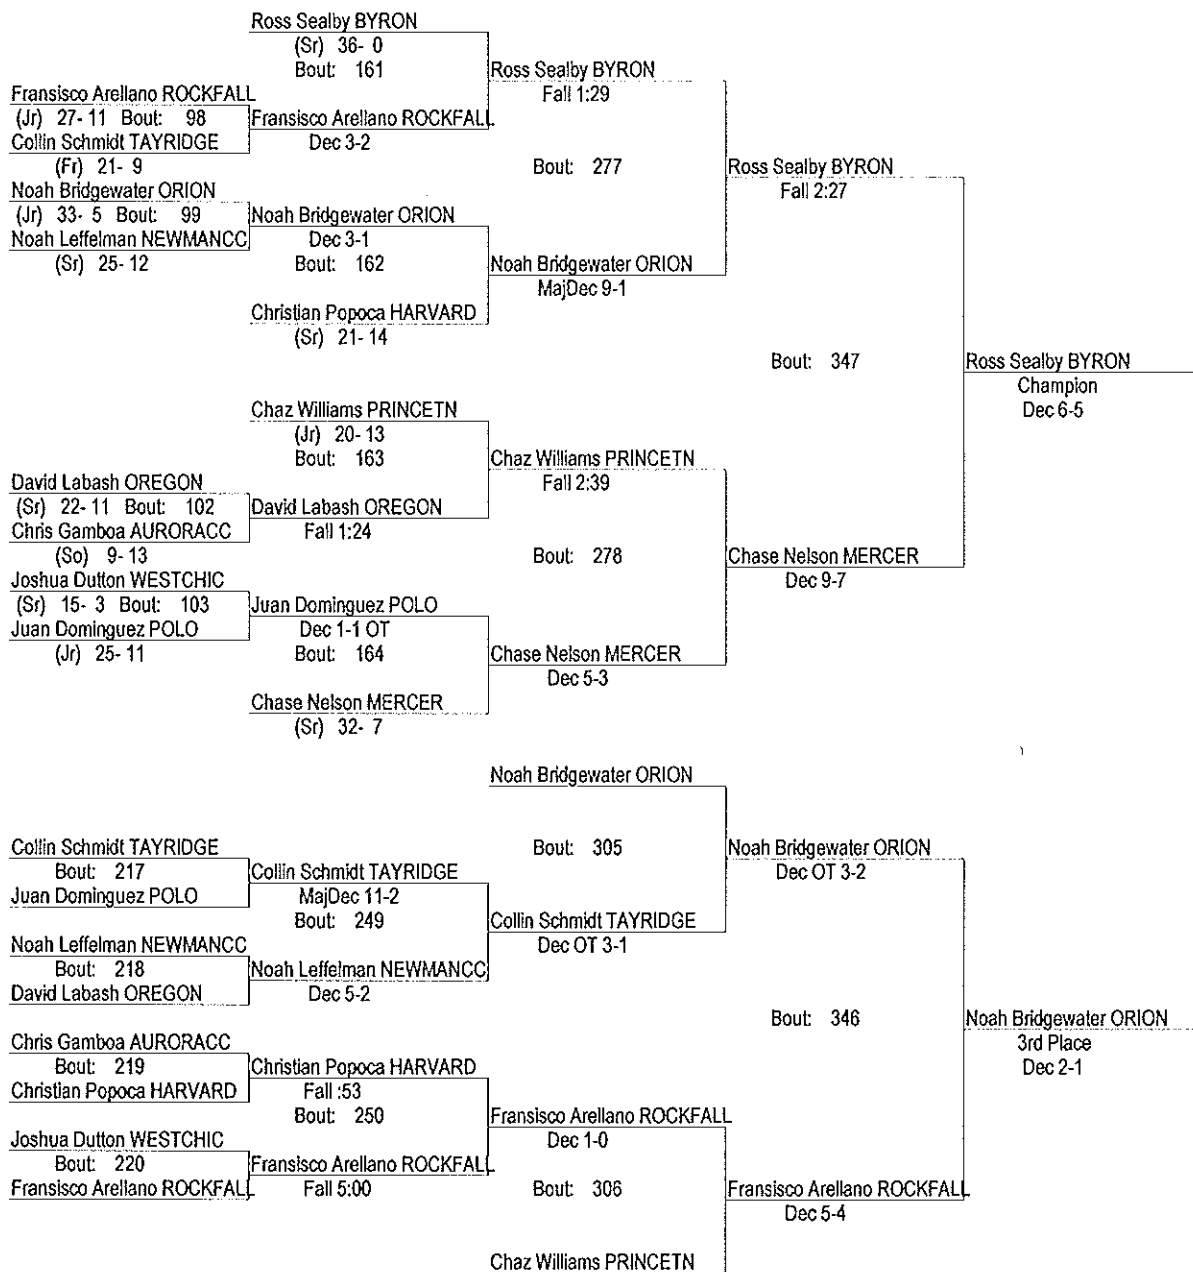 Ross Sealby BYRON
(Sr) 36- 0
Bout: 161
Ross Sealby BYRON
Fall 1:29
Fransisco Arellano ROCKFALL
(Jr) 27- 11 Bout: 98
Fransisco Arellano ROCKFALL
Dec 3-2
Collin Schmidt TAYRIDGE
(Fr) 21- 9
Bout: 277
Ross Sealby BYRON
Fall 2:27
Noah Bridgewater ORION
(Jr) 33- 5 Bout: 99
Noah Bridgewater ORION
Dec 3-1
Noah Leffelman NEWMANCC
(Sr) 25- 12
Bout: 162
Noah Bridgewater ORION
MajDec 9-1
Christian Popoca HARVARD
(Sr) 21- 14
Bout: 347
Ross Sealby BYRON
Champion
Dec 6-5
Chaz Williams PRINCETN
(Jr) 20- 13
Bout: 163
Chaz Williams PRINCETN
Fall 2:39
David Labash OREGON
(Sr) 22- 11 Bout: 102
David Labash OREGON
Fall 1:24
Chris Gamboa AURORACC
(So) 9- 13
Bout: 278
Chase Nelson MERCER
Dec 9-7
Joshua Dutton WESTCHIC
(Sr) 15- 3 Bout: 103
Juan Dominguez POLO
Dec 1-1 OT
Juan Dominguez POLO
(Jr) 25- 11
Bout: 164
Chase Nelson MERCER
Dec 5-3
Chase Nelson MERCER
(Sr) 32- 7
Noah Bridgewater ORION
Collin Schmidt TAYRIDGE
Bout: 217
Juan Dominguez POLO
Collin Schmidt TAYRIDGE
MajDec 11-2
Bout: 249
Bout: 305
Noah Bridgewater ORION
Dec OT 3-2
Collin Schmidt TAYRIDGE
Dec OT 3-1
Noah Leffelman NEWMANCC
Bout: 218
David Labash OREGON
Noah Leffelman NEWMANCC
Dec 5-2
Bout: 346
Noah Bridgewater ORION
3rd Place
Dec 2-1
Chris Gamboa AURORACC
Bout: 219
Christian Popoca HARVARD
Christian Popoca HARVARD
Fall :53
Bout: 250
Fransisco Arellano ROCKFALL
Dec 1-0
Joshua Dutton WESTCHIC
Bout: 220
Fransisco Arellano ROCKFALL
Fransisco Arellano ROCKFALL
Fall 5:00
Bout: 306
Fransisco Arellano ROCKFALL
Dec 5-4
Chaz Williams PRINCETN